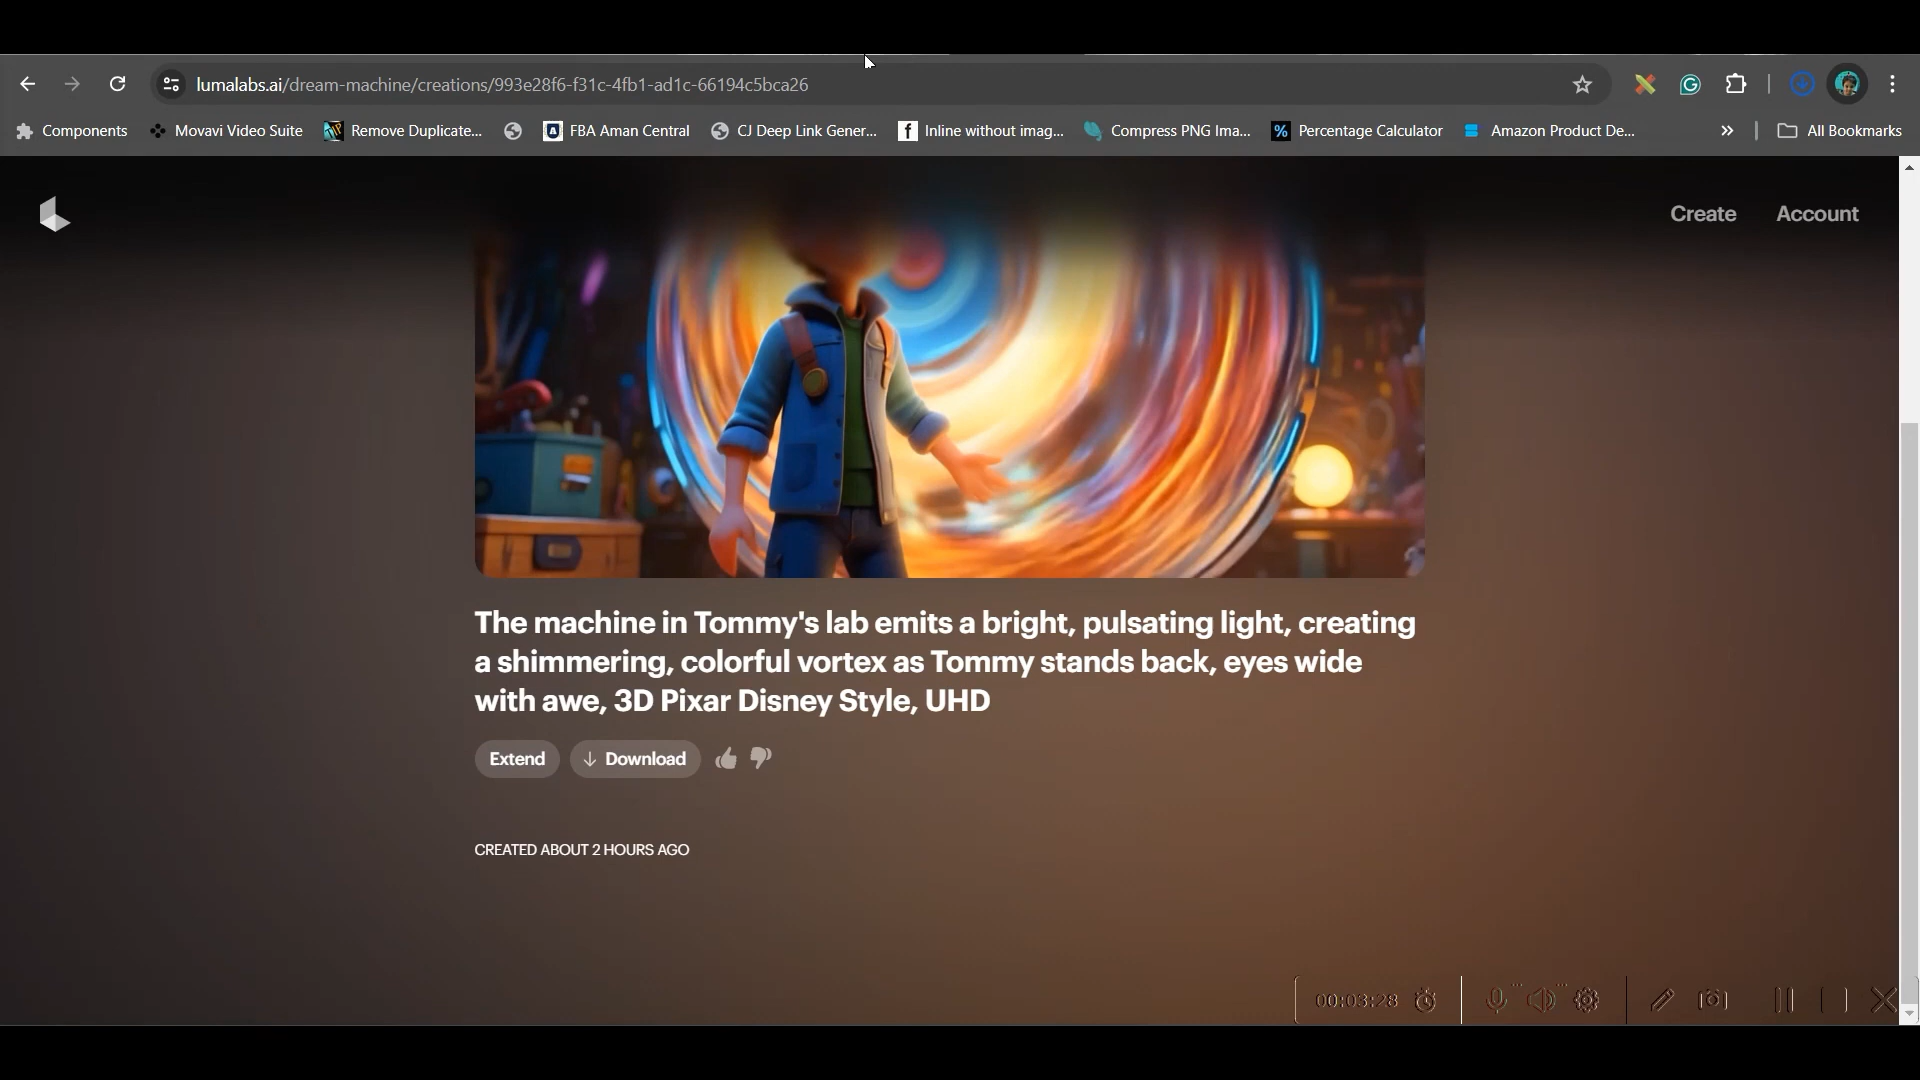 lumalabs.ai/dream-machine/creations/993e28f6-f31c-4fb1-ad1c-66194c5bca26
Components Movavi Video Suite Remove Duplicate... FBA Aman Central CJ Deep Link Gener... Inline without imag... Compress PNG Ima... Percentage Calculator Amazon Product De... All Bookmarks
Create Account
The machine in Tommy's lab emits a bright, pulsating light, creating
a shimmering, colorful vortex as Tommy stands back, eyes wide
with awe, 3D Pixar Disney Style, UHD
Extend Download
CREATED ABOUT 2 HOURS AGO
00:03:28